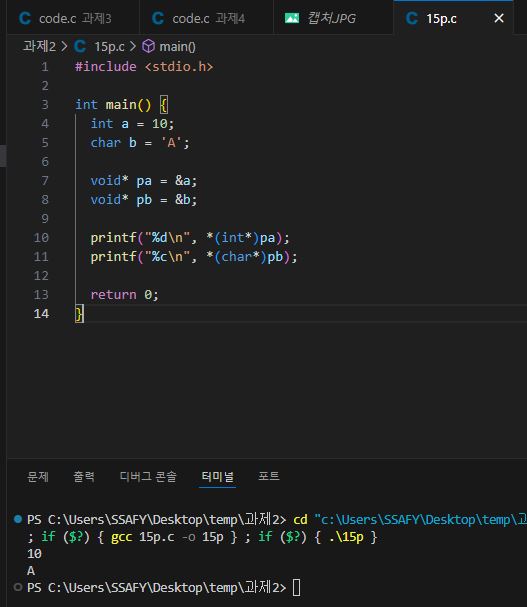 C code.c 과제3 C code.c 과제4 캡처.JPG C 15p.c ×
과제2 > C 15p.c > main()
1 #include <stdio.h>
2
3 int main() {
4 int a = 10;
5 char b = 'A';
6
7 void* pa = &a;
8 void* pb = &b;
9
10 printf("%d\n", *(int*)pa);
11 printf("%c\n", *(char*)pb);
12
13 return 0;
14 }
문제 출력 디버그 콘솔 터미널 포트
PS C:\Users\SSAFY\Desktop\temp\과제2> cd "c:\Users\SSAFY\Desktop\temp\
; if ($?) { gcc 15p.c -o 15p } ; if ($?) { .\15p }
10
A
PS C:\Users\SSAFY\Desktop\temp\과제2>